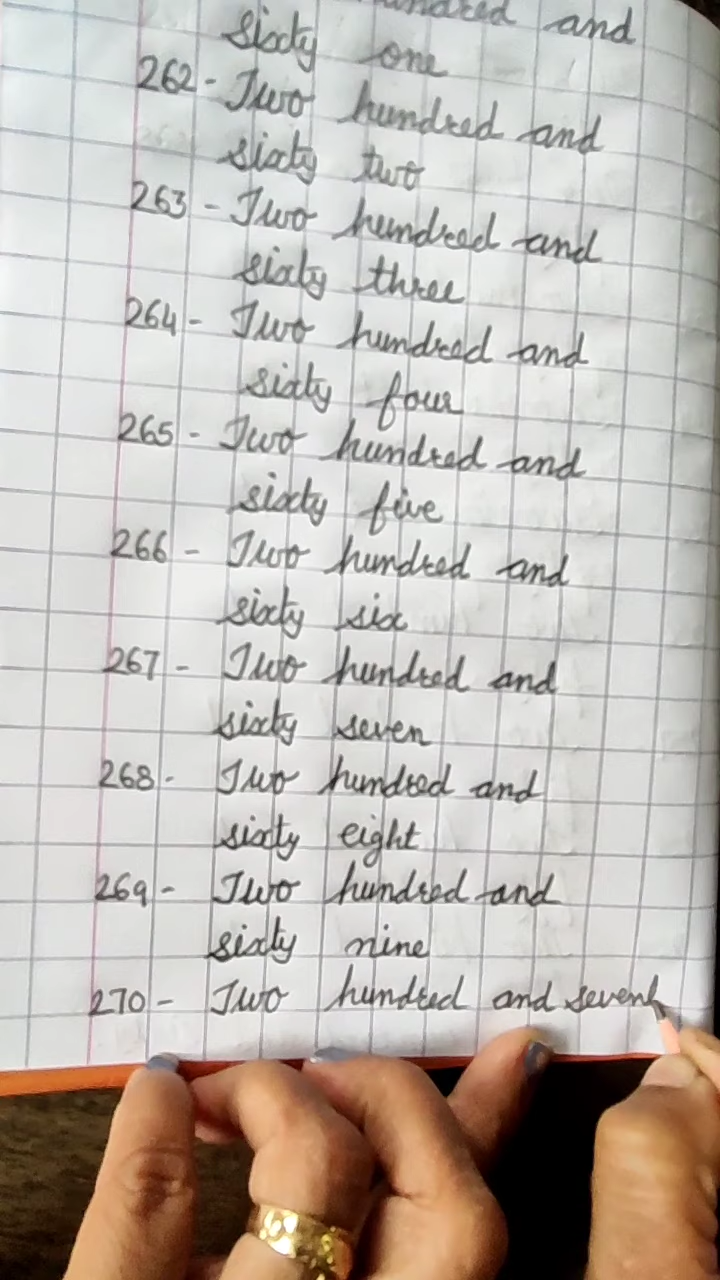 hundred and
sixty one
262 - Two hundred and
sixty two
263 - Two hundred and
sixty three
264 - Two hundred and
sixty four
265 - Two hundred and
sixty five
266 - Two hundred and
sixty six
267 - Two hundred and
sixty seven
268 - Two hundred and
sixty eight
269 - Two hundred and
sixty nine
270 - Two hundred and sevent